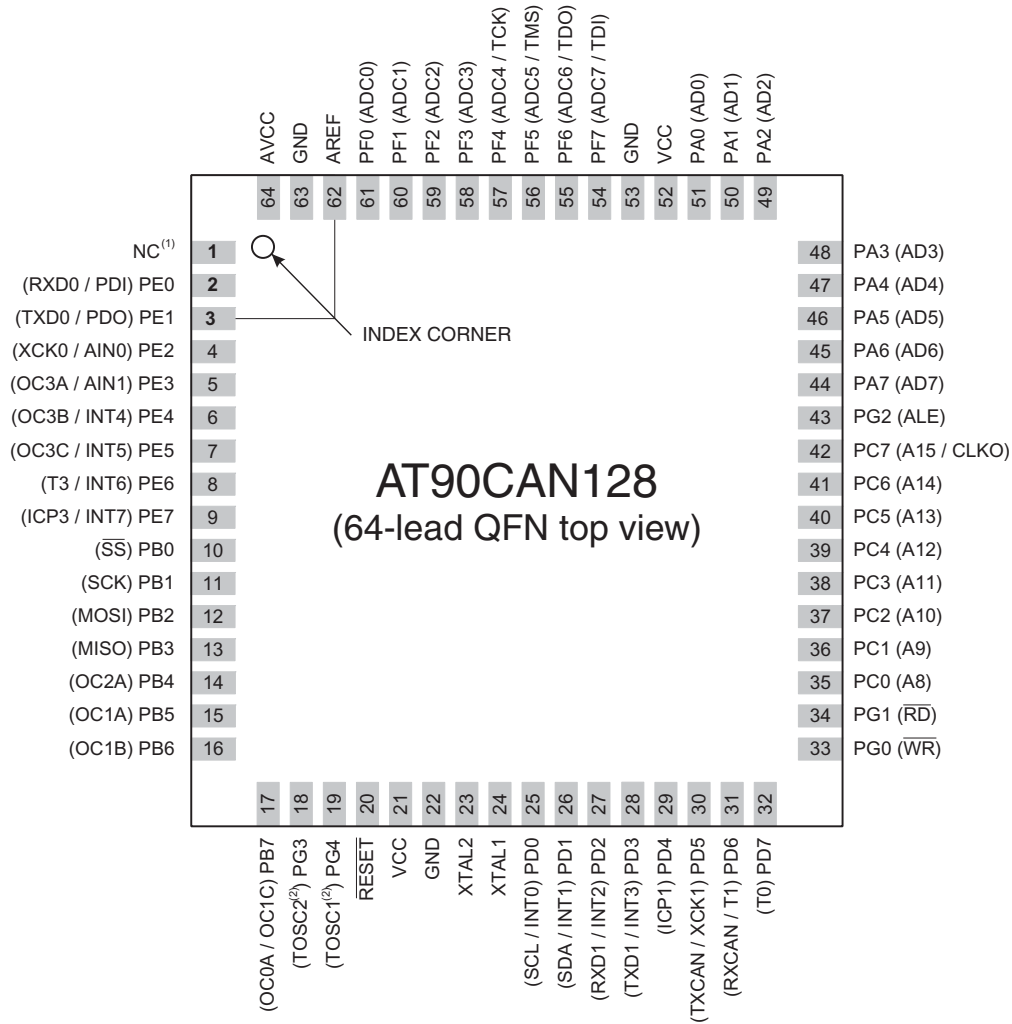 AVCC
GND
AREF
PF0 (ADC0)
PF1 (ADC1)
PF2 (ADC2)
PF3 (ADC3)
PF4 (ADC4 / TCK)
PF5 (ADC5 / TMS)
PF6 (ADC6 / TDO)
PF7 (ADC7 / TDI)
GND
VCC
PA0 (AD0)
PA1 (AD1)
PA2 (AD2)
64
63
62
61
60
59
58
57
56
55
54
53
52
51
50
49
NC(1) 1
(RXD0 / PDI) PE0 2
(TXD0 / PDO) PE1 3
(XCK0 / AIN0) PE2 4
(OC3A / AIN1) PE3 5
(OC3B / INT4) PE4 6
(OC3C / INT5) PE5 7
(T3 / INT6) PE6 8
(ICP3 / INT7) PE7 9
(S̅S̅) PB0 10
(SCK) PB1 11
(MOSI) PB2 12
(MISO) PB3 13
(OC2A) PB4 14
(OC1A) PB5 15
(OC1B) PB6 16
INDEX CORNER
AT90CAN128
(64-lead QFN top view)
48 PA3 (AD3)
47 PA4 (AD4)
46 PA5 (AD5)
45 PA6 (AD6)
44 PA7 (AD7)
43 PG2 (ALE)
42 PC7 (A15 / CLKO)
41 PC6 (A14)
40 PC5 (A13)
39 PC4 (A12)
38 PC3 (A11)
37 PC2 (A10)
36 PC1 (A9)
35 PC0 (A8)
34 PG1 (R̅D̅)
33 PG0 (W̅R̅)
17
18
19
20
21
22
23
24
25
26
27
28
29
30
31
32
(OC0A / OC1C) PB7
(TOSC2(2)) PG3
(TOSC1(2)) PG4
R̅E̅S̅E̅T̅
VCC
GND
XTAL2
XTAL1
(SCL / INT0) PD0
(SDA / INT1) PD1
(RXD1 / INT2) PD2
(TXD1 / INT3) PD3
(ICP1) PD4
(TXCAN / XCK1) PD5
(RXCAN / T1) PD6
(T0) PD7